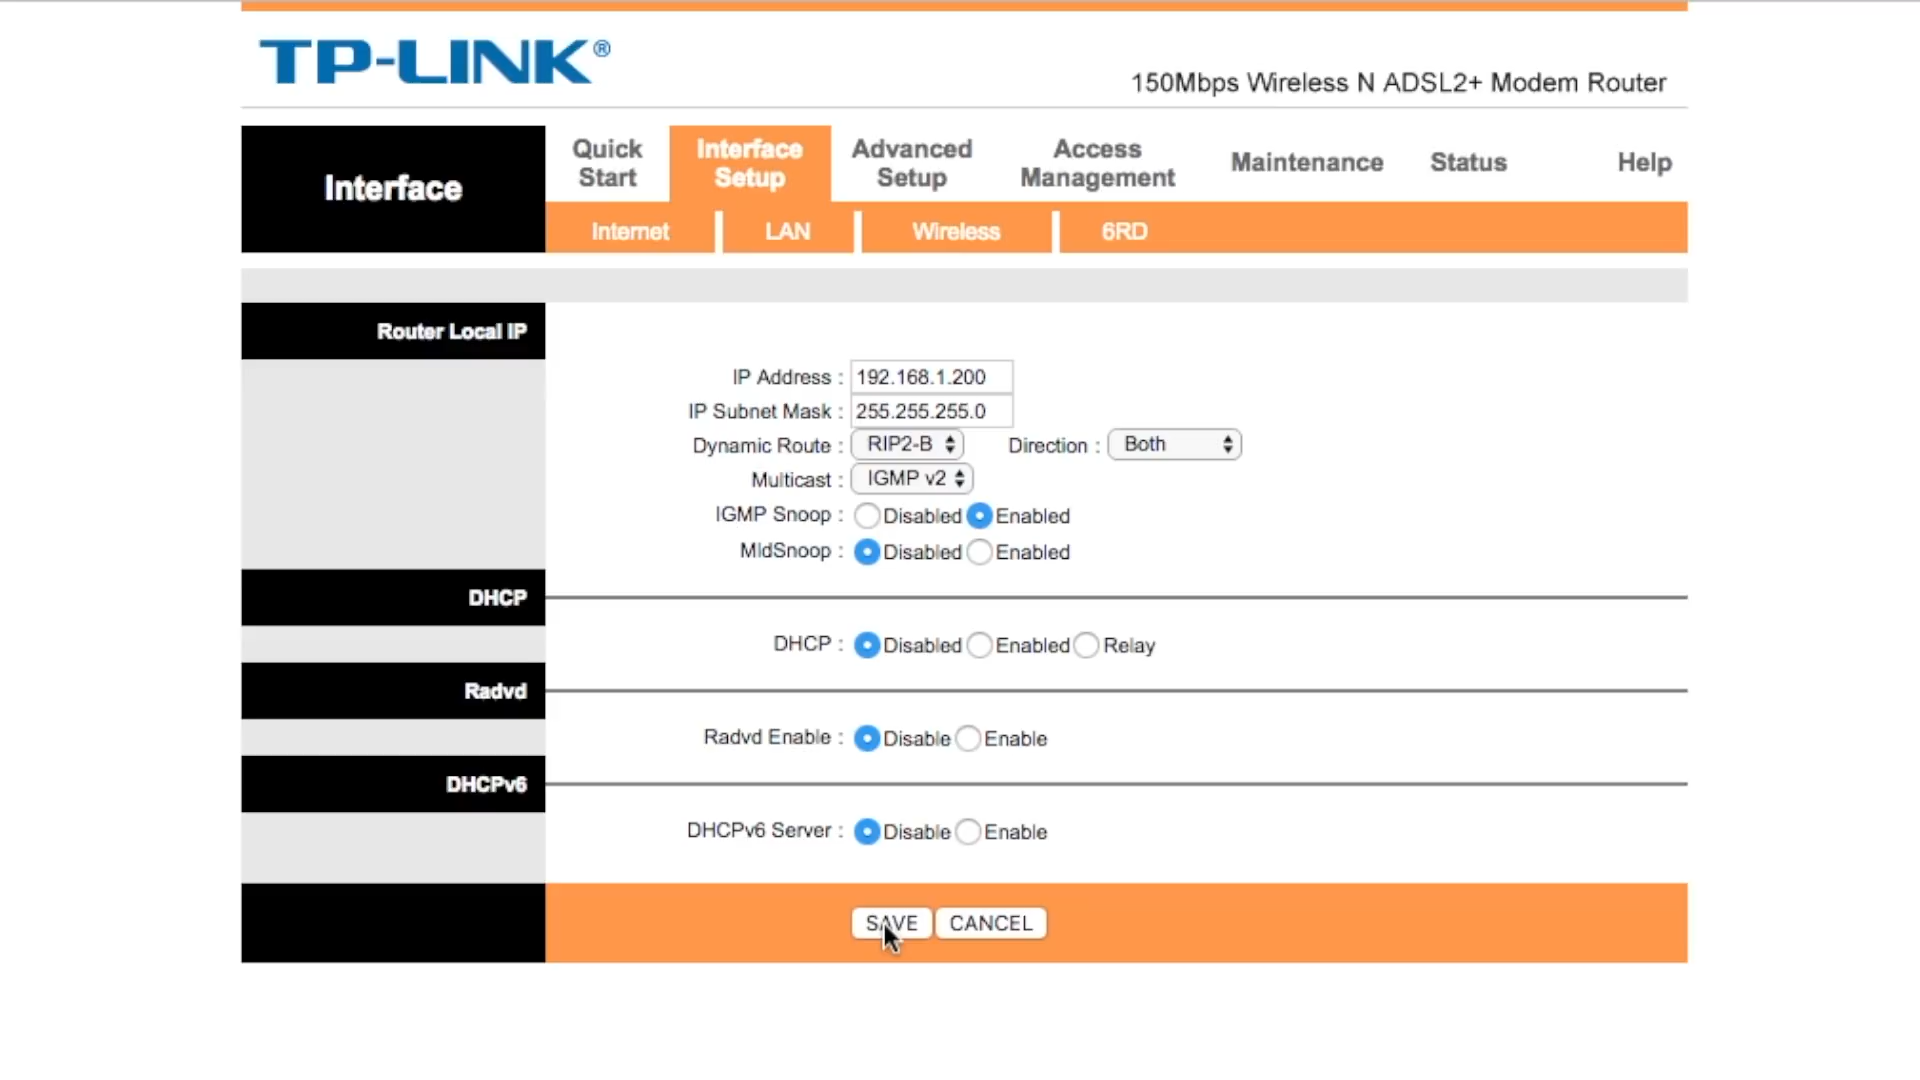 TP-LINK®
150Mbps Wireless N ADSL2+ Modem Router
Interface
Quick Start
Interface Setup
Advanced Setup
Access Management
Maintenance
Status
Help
Internet
LAN
Wireless
6RD
Router Local IP
IP Address : 192.168.1.200
IP Subnet Mask : 255.255.255.0
Dynamic Route : RIP2-B Direction : Both
Multicast : IGMP v2
IGMP Snoop : Disabled Enabled
MldSnoop : Disabled Enabled
DHCP
DHCP : Disabled Enabled Relay
Radvd
Radvd Enable : Disable Enable
DHCPv6
DHCPv6 Server : Disable Enable
SAVE CANCEL